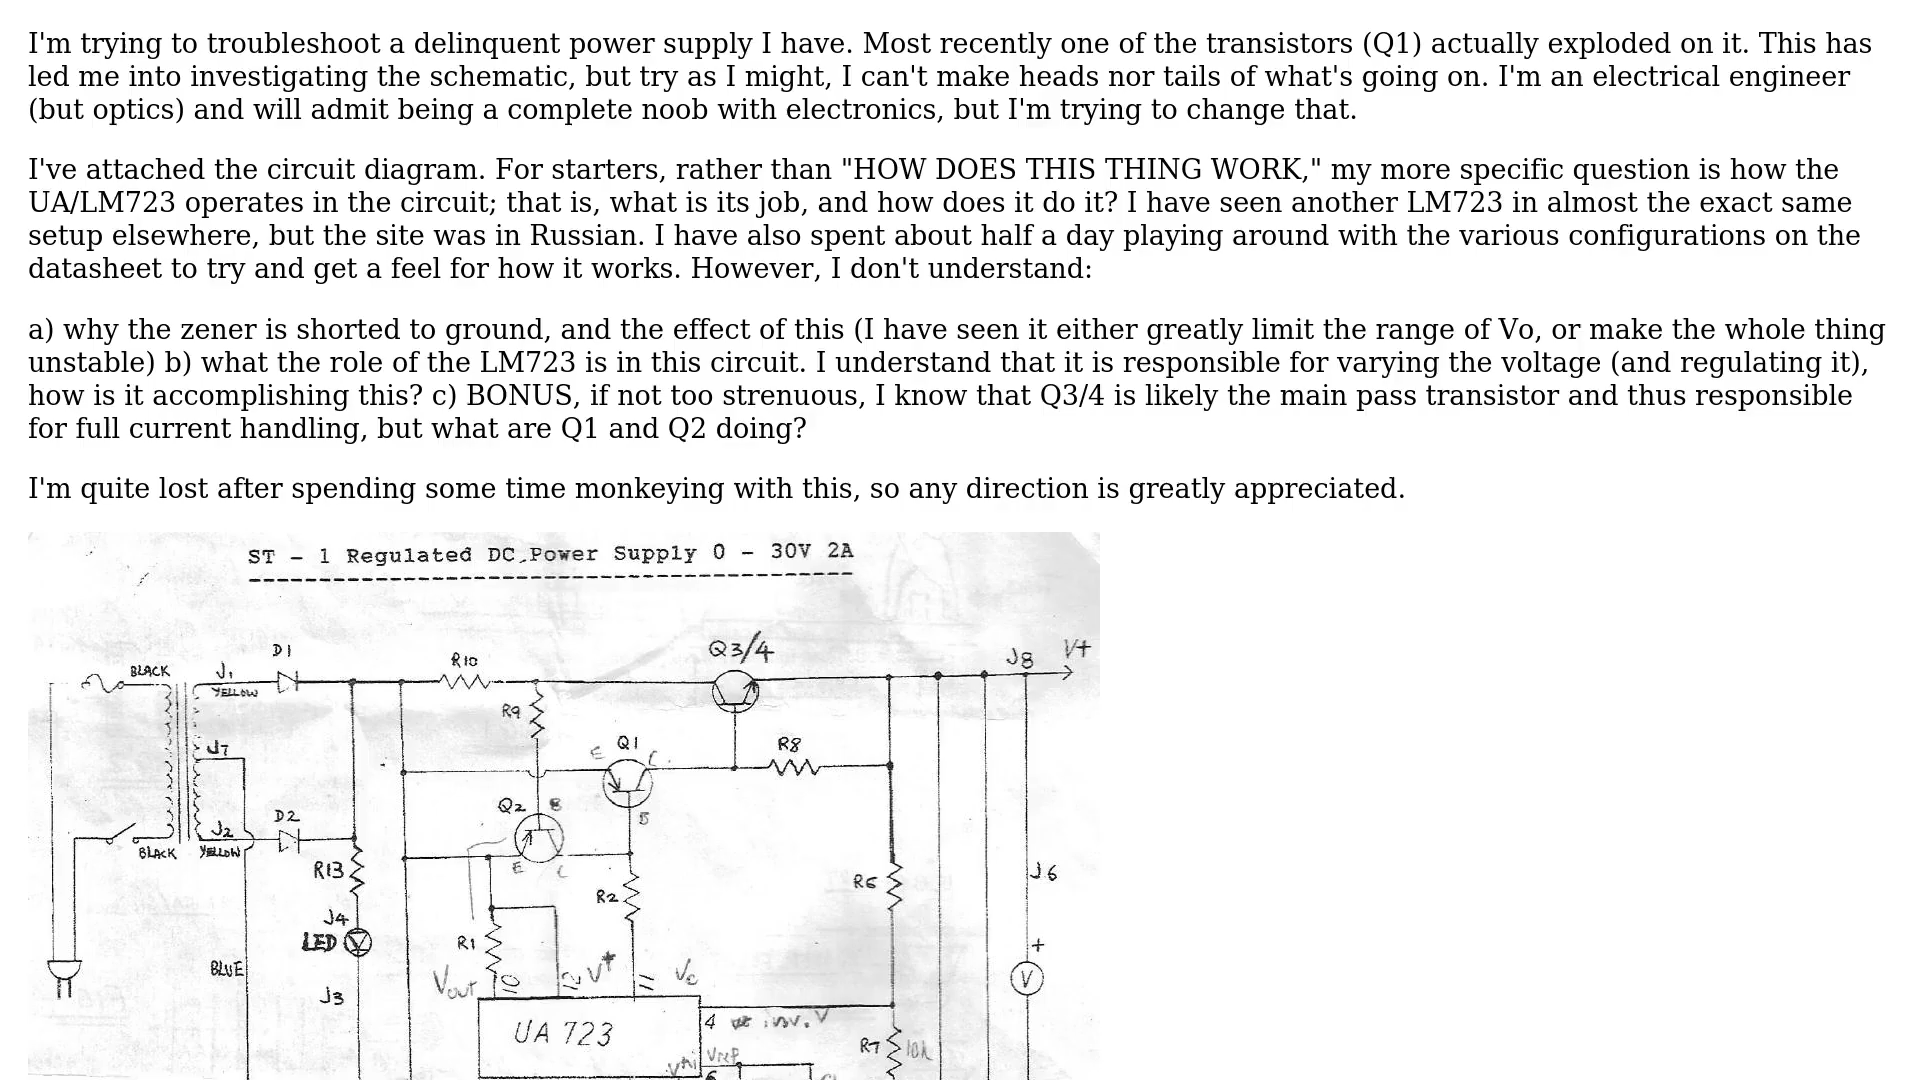 I'm trying to troubleshoot a delinquent power supply I have. Most recently one of the transistors (Q1) actually exploded on it. This has
led me into investigating the schematic, but try as I might, I can't make heads nor tails of what's going on. I'm an electrical engineer
(but optics) and will admit being a complete noob with electronics, but I'm trying to change that.
I've attached the circuit diagram. For starters, rather than "HOW DOES THIS THING WORK," my more specific question is how the
UA/LM723 operates in the circuit; that is, what is its job, and how does it do it? I have seen another LM723 in almost the exact same
setup elsewhere, but the site was in Russian. I have also spent about half a day playing around with the various configurations on the
datasheet to try and get a feel for how it works. However, I don't understand:
a) why the zener is shorted to ground, and the effect of this (I have seen it either greatly limit the range of Vo, or make the whole thing
unstable) b) what the role of the LM723 is in this circuit. I understand that it is responsible for varying the voltage (and regulating it),
how is it accomplishing this? c) BONUS, if not too strenuous, I know that Q3/4 is likely the main pass transistor and thus responsible
for full current handling, but what are Q1 and Q2 doing?
I'm quite lost after spending some time monkeying with this, so any direction is greatly appreciated.
ST - 1 Regulated DC Power Supply 0 - 30V 2A
Q3/4
V+
J8
D1
R10
BLACK
J1
YELLOW
R9
Q1
E
C
R8
J7
Q2
B
B
D2
J2
BLACK
YELLOW
E
C
R13
R6
J6
R2
J4
LED
R1
+
BLUE
Vout
10
12
V+
11
Vc
V
J3
UA 723
4
inv. V
R7
10k
Vref
6